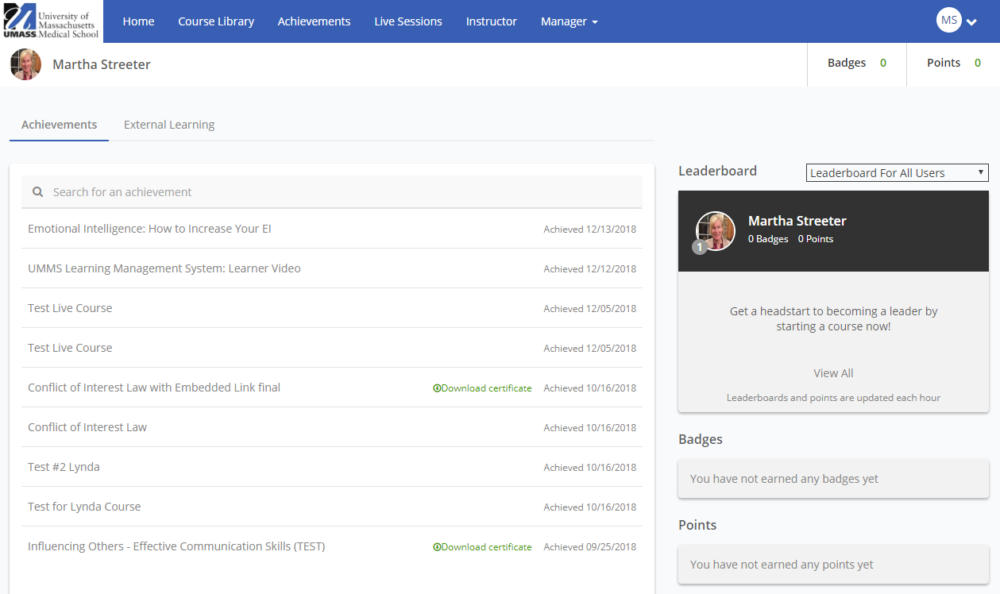 University of
Massachusetts
UMASS Medical School
Home Course Library Achievements Live Sessions Instructor Manager MS
Martha Streeter Badges 0 Points 0
Achievements External Learning
Leaderboard Leaderboard For All Users
Search for an achievement
Emotional Intelligence: How to Increase Your EI Achieved 12/13/2018
UMMS Learning Management System: Learner Video Achieved 12/12/2018
Test Live Course Achieved 12/05/2018
Test Live Course Achieved 12/05/2018
Conflict of Interest Law with Embedded Link final Download certificate Achieved 10/16/2018
Conflict of Interest Law Achieved 10/16/2018
Test #2 Lynda Achieved 10/16/2018
Test for Lynda Course Achieved 10/16/2018
Influencing Others - Effective Communication Skills (TEST) Download certificate Achieved 09/25/2018
Martha Streeter
1 0 Badges 0 Points
Get a headstart to becoming a leader by
starting a course now!
View All
Leaderboards and points are updated each hour
Badges
You have not earned any badges yet
Points
You have not earned any points yet